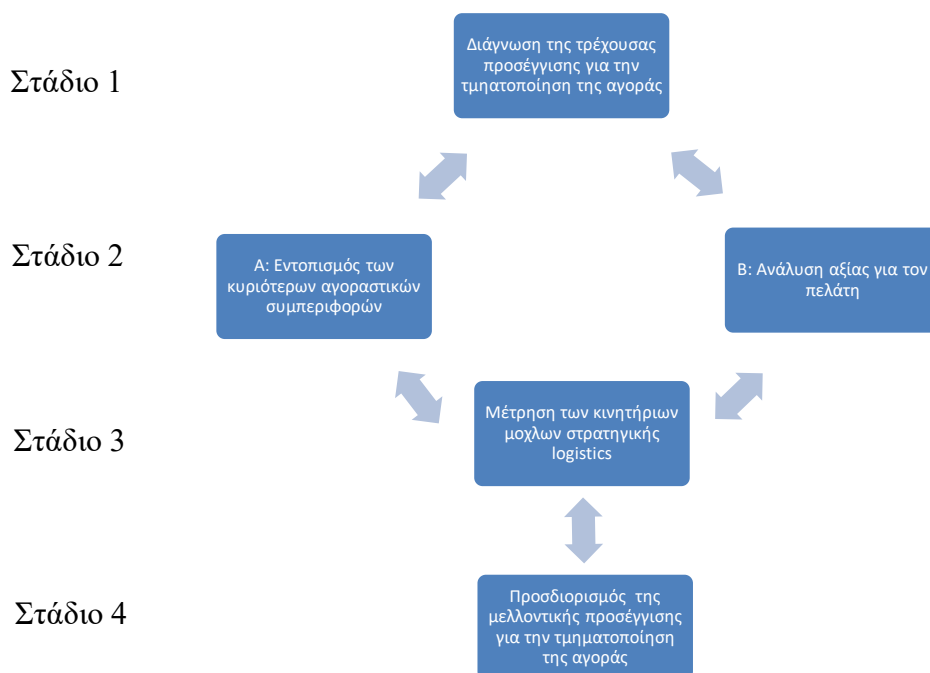 Στάδιο 1
Διάγνωση της τρέχουσας
προσέγγισης για την
τμηατοποίηση της αγοράς
Στάδιο 2
Α: Εντοπισμός των
κυριότερων αγοραστικών
συμπεριφορών
Β: Ανάλυση αξίας για τον
πελάτη
Στάδιο 3
Μέτρηση των κινητήριων
μοχλων στρατηγικής
logistics
Στάδιο 4
Προσδιορισμός της
μελλοντικής προσέγγισης
για την τμηματοποίηση
της αγοράς